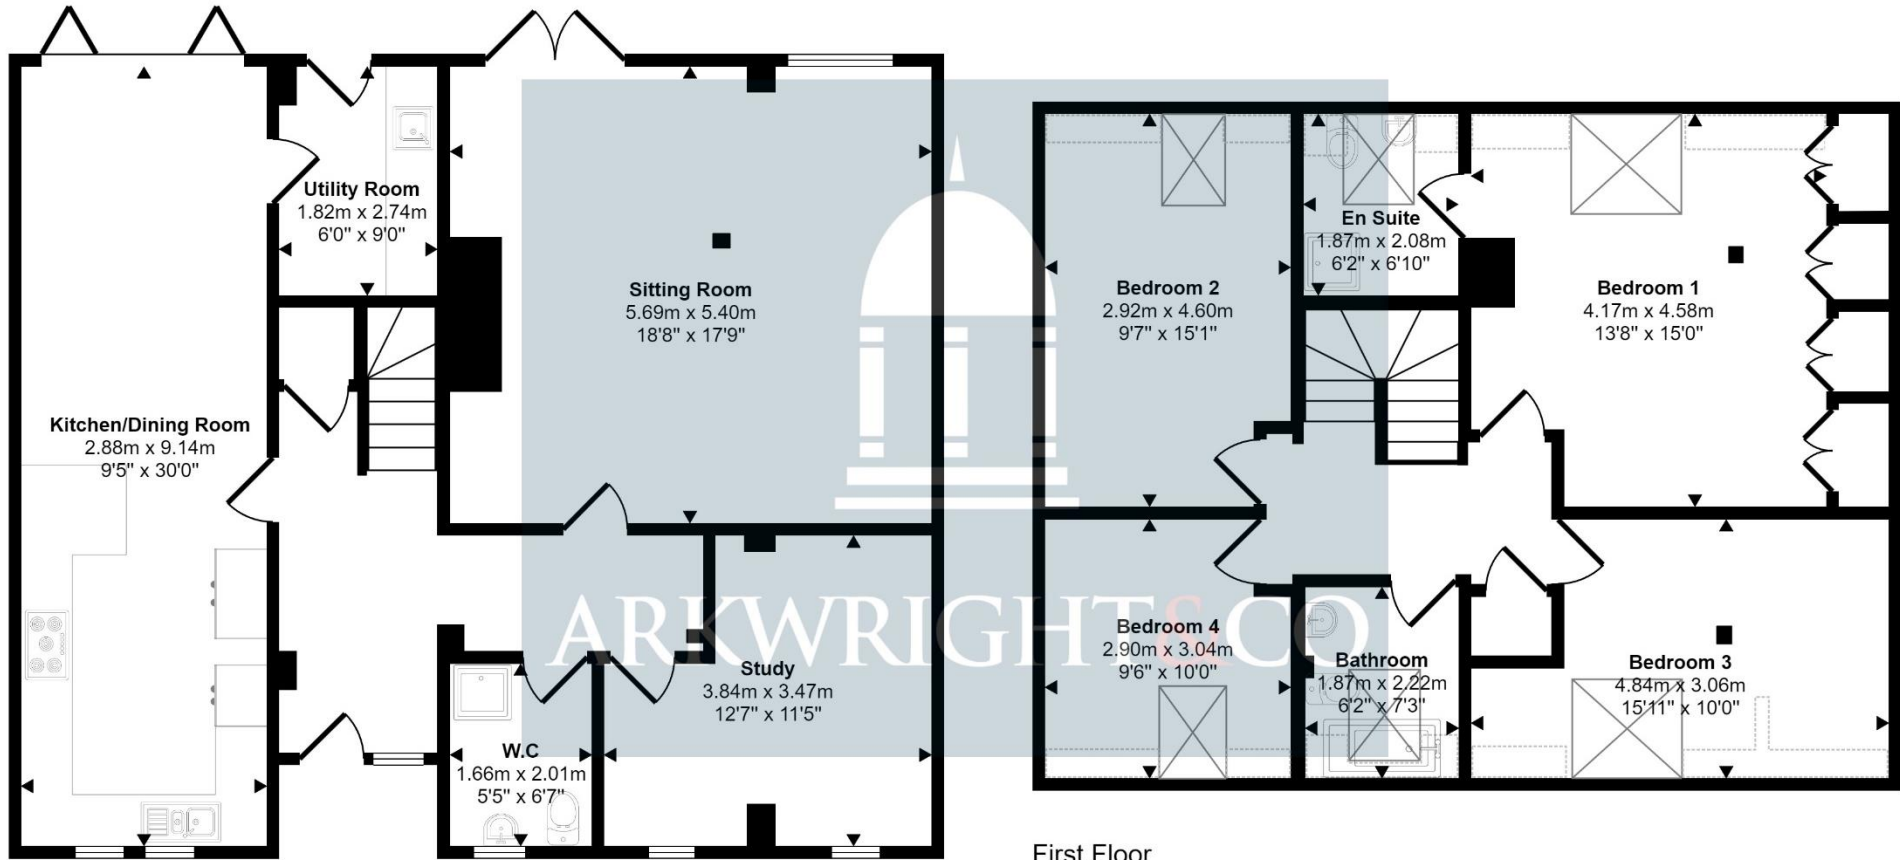 Utility Room
1.82m x 2.74m
6'0" x 9'0"
Sitting Room
5.69m x 5.40m
18'8" x 17'9"
Kitchen/Dining Room
2.88m x 9.14m
9'5" x 30'0"
Study
3.84m x 3.47m
12'7" x 11'5"
W.C
1.66m x 2.01m
5'5" x 6'7"
En Suite
1.87m x 2.08m
6'2" x 6'10"
Bedroom 2
2.92m x 4.60m
9'7" x 15'1"
Bedroom 1
4.17m x 4.58m
13'8" x 15'0"
Bedroom 4
2.90m x 3.04m
9'6" x 10'0"
Bathroom
1.87m x 2.22m
6'2" x 7'3"
Bedroom 3
4.84m x 3.06m
15'11" x 10'0"
ARKWRIGHT&CO
First Floor